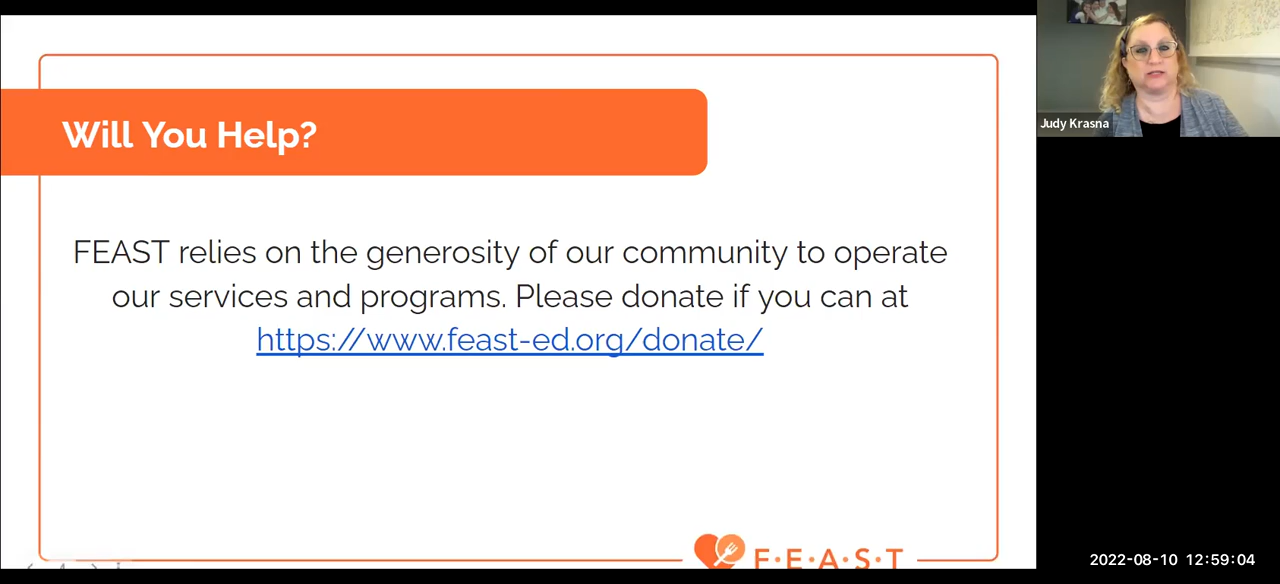 Will You Help?
FEAST relies on the generosity of our community to operate
our services and programs. Please donate if you can at
https://www.feast-ed.org/donate/
F·E·A·S·T
Judy Krasna
2022-08-10 12:59:04